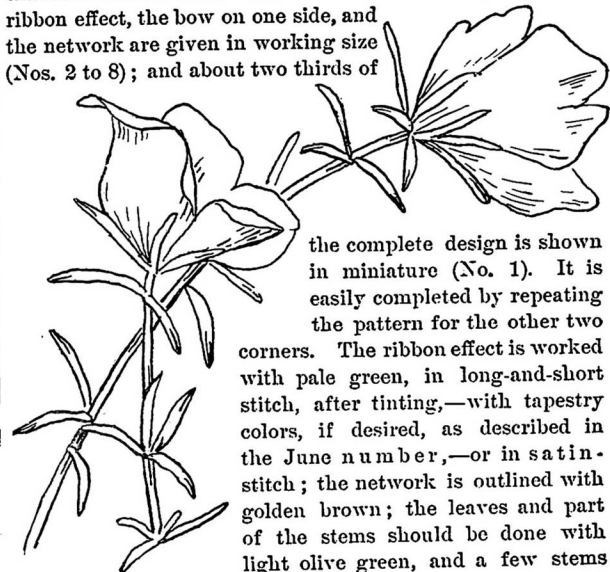 ribbon effect, the bow on one side, and
the network are given in working size
(Nos. 2 to 8) ; and about two thirds of
the complete design is shown
in miniature (No. 1). It is
easily completed by repeating
the pattern for the other two
corners. The ribbon effect is worked
with pale green, in long-and-short
stitch, after tinting,—with tapestry
colors, if desired, as described in
the June number,—or in satin-
stitch ; the network is outlined with
golden brown ; the leaves and part
of the stems should be done with
light olive green, and a few stems